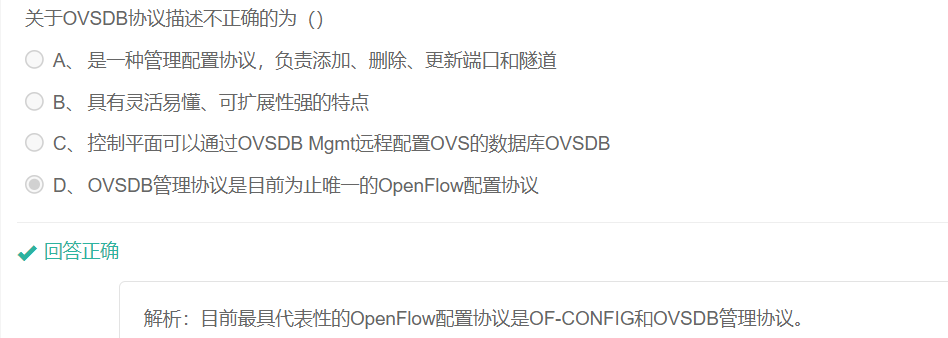 关于OVSDB协议描述不正确的为（）
A、 是一种管理配置协议，负责添加、删除、更新端口和隧道
B、 具有灵活易懂、可扩展性强的特点
C、 控制平面可以通过OVSDB Mgmt远程配置OVS的数据库OVSDB
D、 OVSDB管理协议是目前为止唯一的OpenFlow配置协议
回答正确
解析：目前最具代表性的OpenFlow配置协议是OF-CONFIG和OVSDB管理协议。